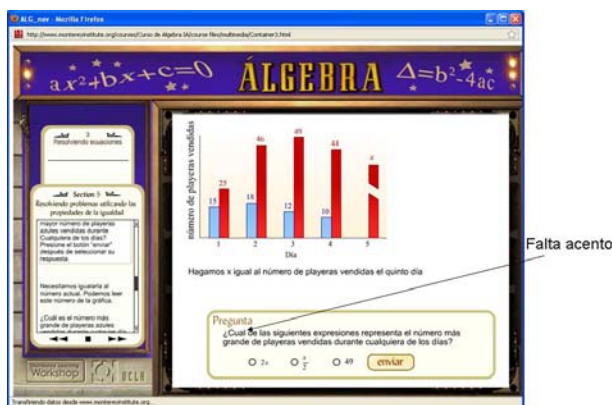 ALG_nov - Mozilla Firefox
http://www.montereyinstitute.org/courses/Curso de Algebra IA/course files/multimedia/Container3.html
ax²+bx+c=0
ÁLGEBRA
Δ=b²-4ac
3
Resolviendo ecuaciones
Section 5
Resolviendo problemas utilizando las
propiedades de la igualdad
mayor número de playeras
azules vendidas durante
Cualquiera de los días?
Presione el botón "enviar"
después de seleccionar su
respuesta.
Necesitamos igualarla al
número actual. Podemos leer
este número de la gráfica.
¿Cuál es el número más
grande de playeras azules
Workshop
UCLA
número de playeras vendidas
15
25
18
46
12
49
10
44
x
1
2
3
4
5
Día
Hagamos x igual al número de playeras vendidas el quinto día
Pregunta
¿Cual de las siguientes expresiones representa el número más
grande de playeras vendidas durante cualquiera de los días?
2x
x/2
49
enviar
Falta acento
Transfiriendo datos desde www.montereyinstitute.org...